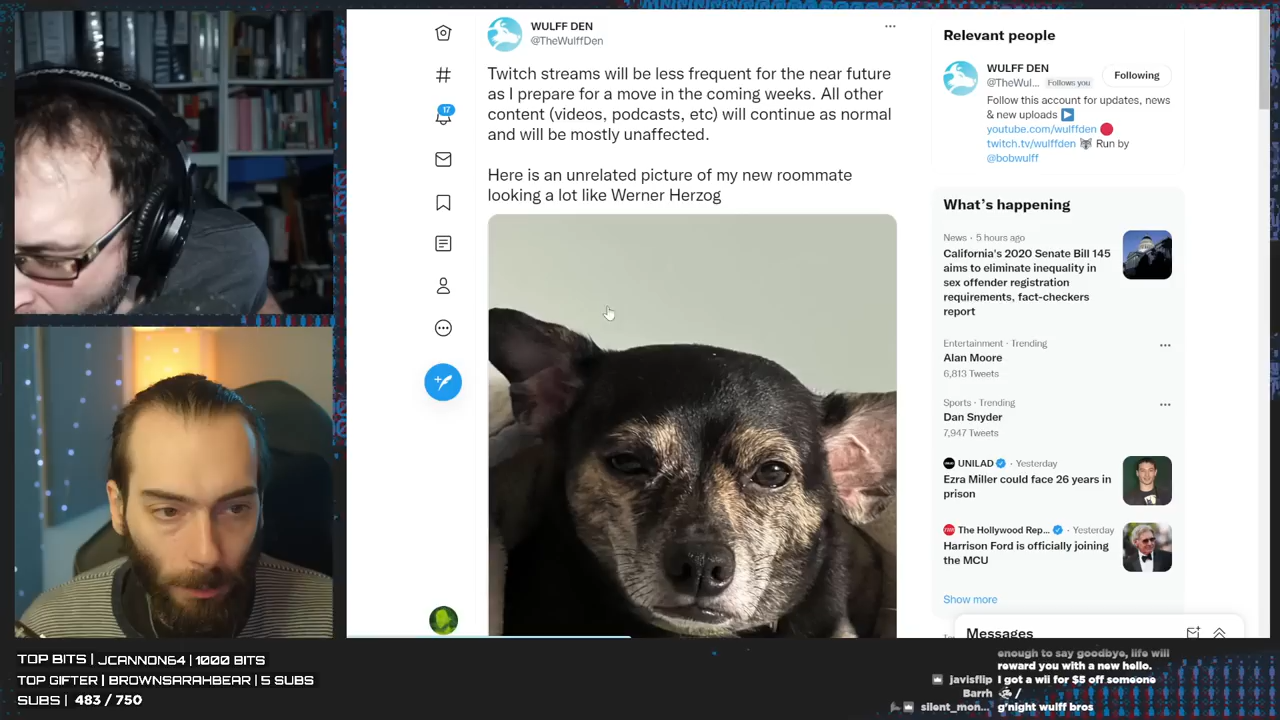 WULFF DEN
@TheWulffDen
Twitch streams will be less frequent for the near future
as I prepare for a move in the coming weeks. All other
content (videos, podcasts, etc) will continue as normal
and will be mostly unaffected.
Here is an unrelated picture of my new roommate
looking a lot like Werner Herzog
17
Relevant people
WULFF DEN
@TheWul... Follows you
Following
Follow this account for updates, news
& new uploads
youtube.com/wulffden
twitch.tv/wulffden Run by
@bobwulff
What's happening
News · 5 hours ago
California's 2020 Senate Bill 145
aims to eliminate inequality in
sex offender registration
requirements, fact-checkers
report
Entertainment · Trending
Alan Moore
6,813 Tweets
Sports · Trending
Dan Snyder
7,947 Tweets
UNILAD · Yesterday
Ezra Miller could face 26 years in
prison
The Hollywood Rep... · Yesterday
Harrison Ford is officially joining
the MCU
Show more
Messages
TOP BITS | JCANNON64 | 1000 BITS
TOP GIFTER | BROWNSARAHBEAR | 5 SUBS
SUBS | 483 / 750
enough to say goodbye, life will
reward you with a new hello.
javisflip I got a wii for $5 off someone
Barrh /
silent_mon... g'night wulff bros